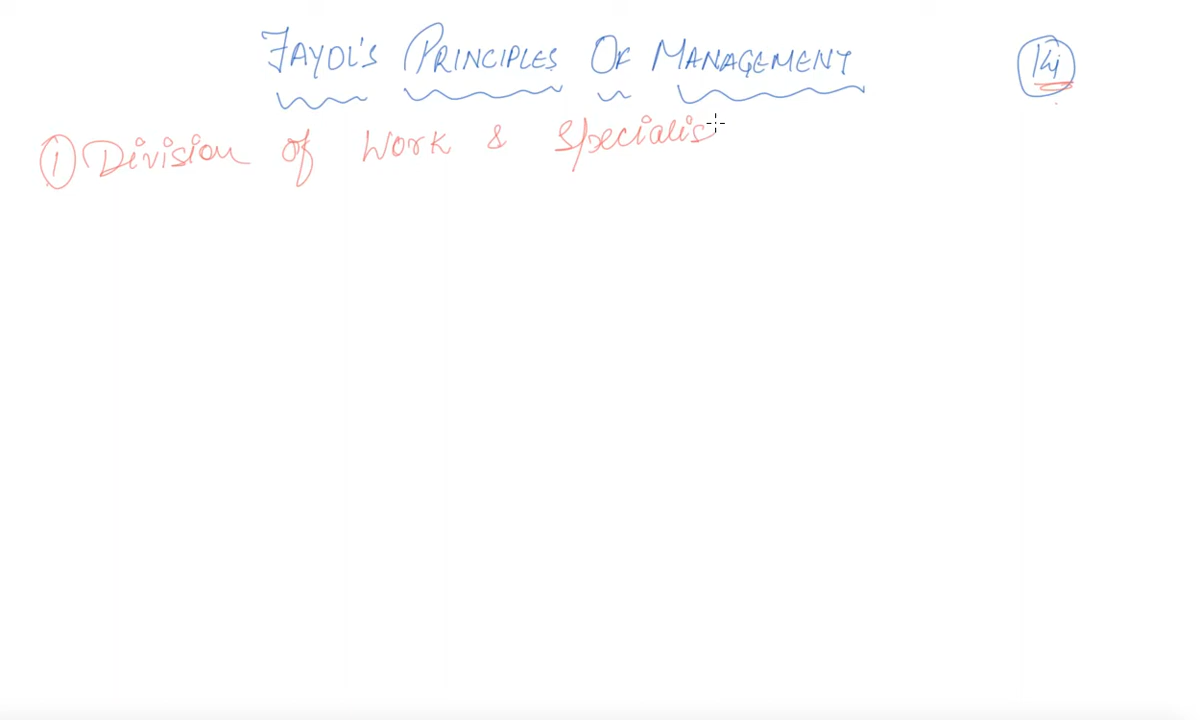 FAYOL'S PRINCIPLES OF MANAGEMENT
① Division of Work & Specialis